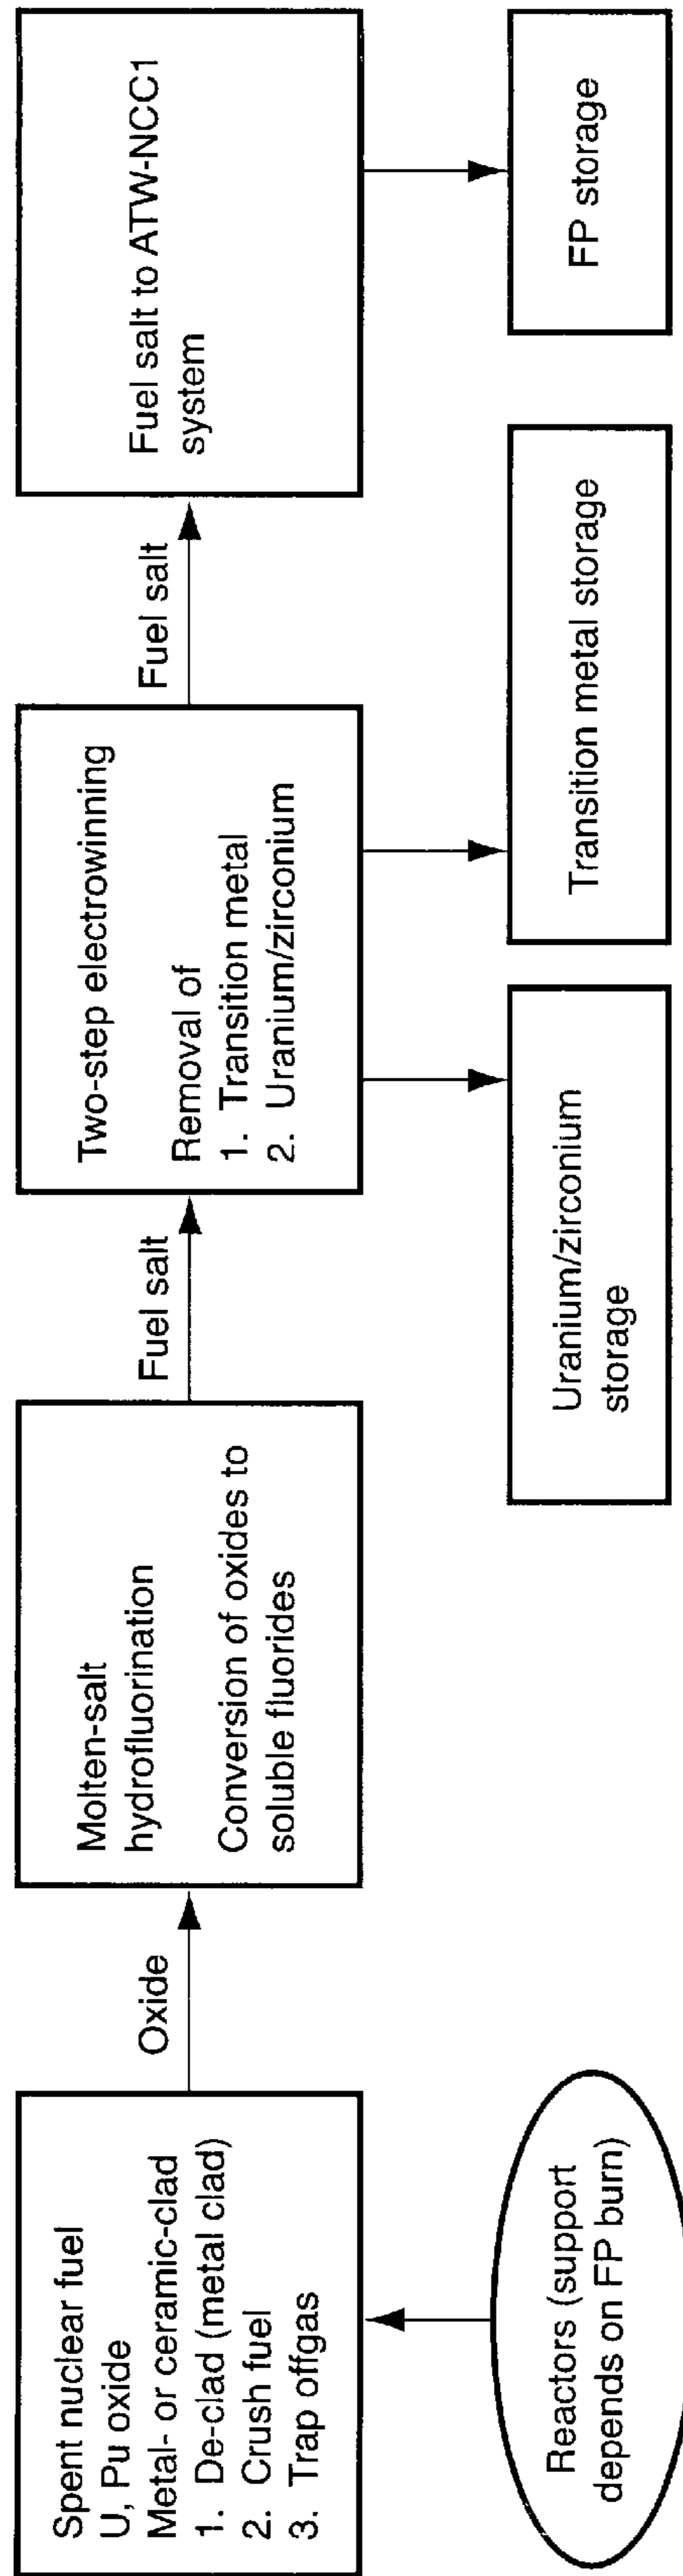 Spent nuclear fuel
U, Pu oxide
Metal- or ceramic-clad
1. De-clad (metal clad)
2. Crush fuel
3. Trap offgas
Reactors (support
depends on FP burn)
Oxide
Molten-salt
hydrofluorination
Conversion of oxides to
soluble fluorides
Fuel salt
Two-step electrowinning
Removal of
1. Transition metal
2. Uranium/zirconium
Uranium/zirconium
storage
Transition metal storage
Fuel salt
Fuel salt to ATW-NCC1
system
FP storage